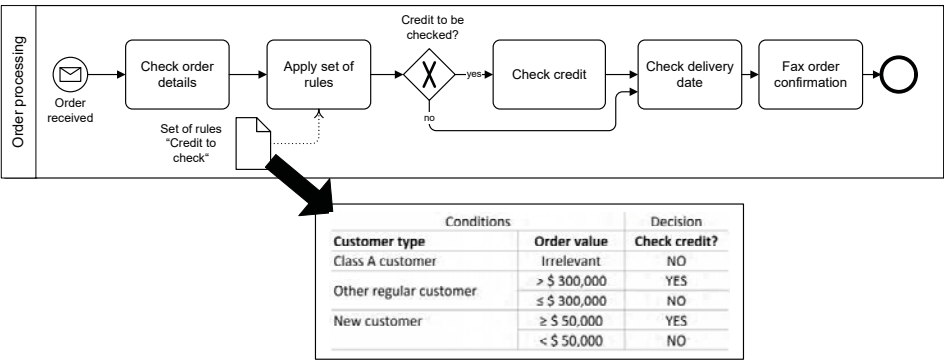 Order processing
Order
received
Check order
details
Set of rules
“Credit to
check“
Apply set of
rules
Credit to be
checked?
X
yes
no
Check credit
Check delivery
date
Fax order
confirmation
Conditions Decision
Customer type Order value Check credit?
Class A customer Irrelevant NO
Other regular customer > $ 300,000 YES
≤ $ 300,000 NO
New customer ≥ $ 50,000 YES
< $ 50,000 NO